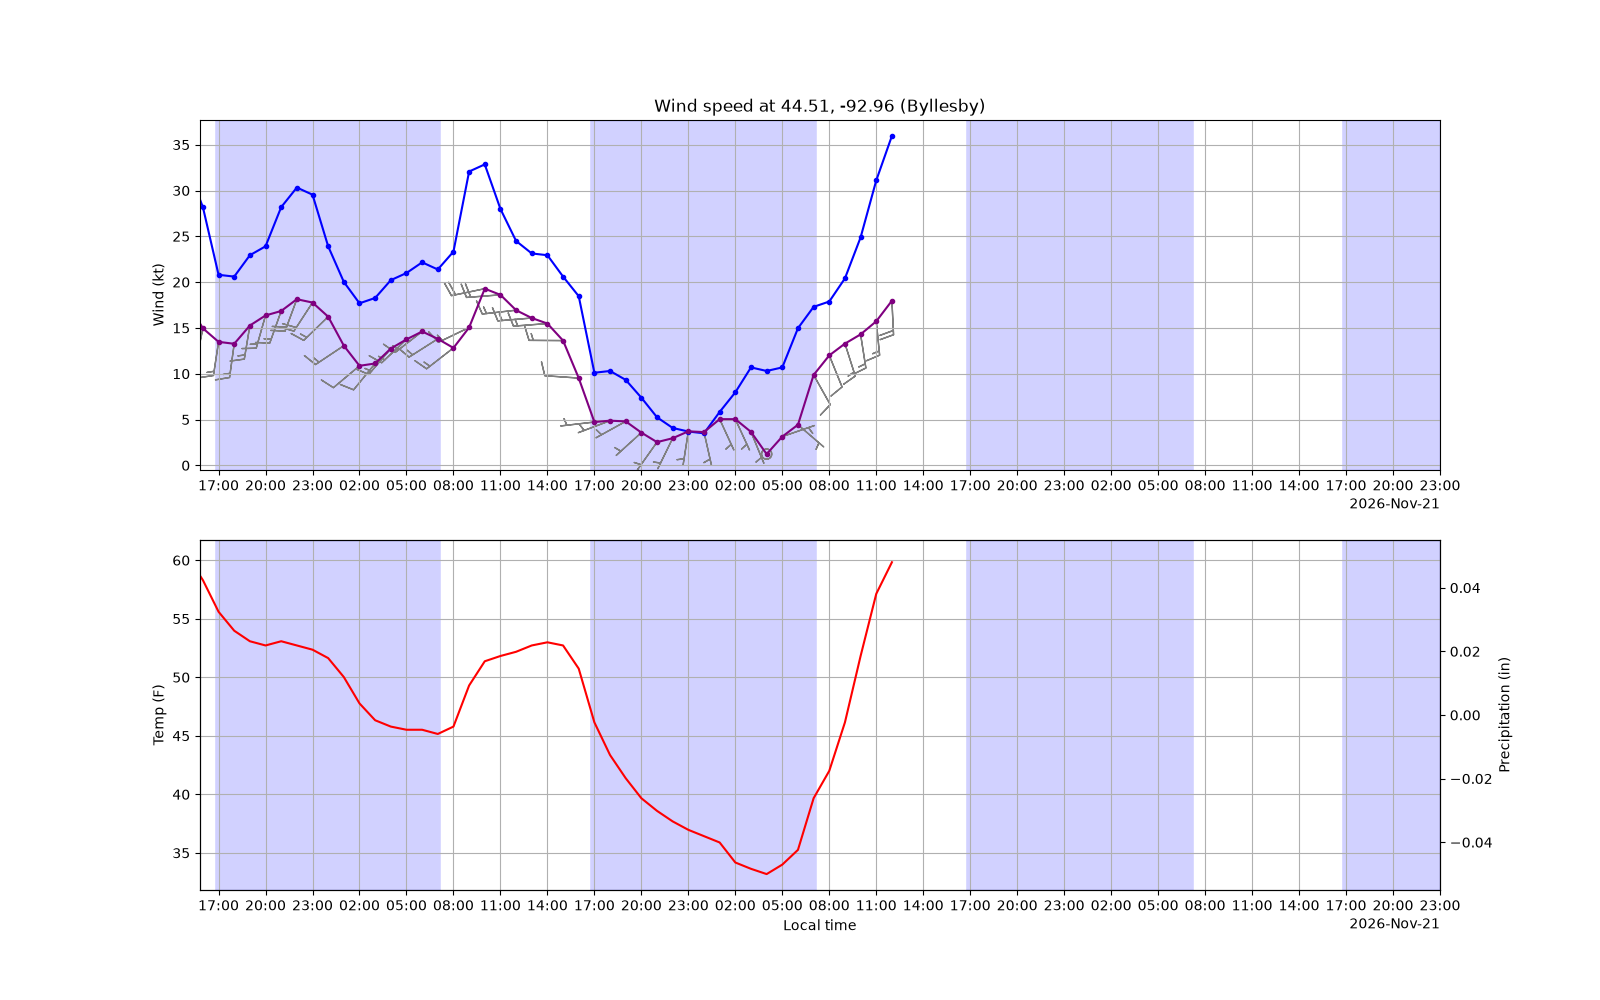 Wind speed at 44.51, -92.96 (Byllesby)
Wind (kt)
35
30
25
20
15
10
5
0
17:00 20:00 23:00 02:00 05:00 08:00 11:00 14:00 17:00 20:00 23:00 02:00 05:00 08:00 11:00 14:00 17:00 20:00 23:00 02:00 05:00 08:00 11:00 14:00 17:00 20:00 23:00
2026-Nov-21
Temp (F)
60
55
50
45
40
35
0.04
0.02
0.00
−0.02
−0.04
Precipitation (in)
17:00 20:00 23:00 02:00 05:00 08:00 11:00 14:00 17:00 20:00 23:00 02:00 05:00 08:00 11:00 14:00 17:00 20:00 23:00 02:00 05:00 08:00 11:00 14:00 17:00 20:00 23:00
Local time
2026-Nov-21